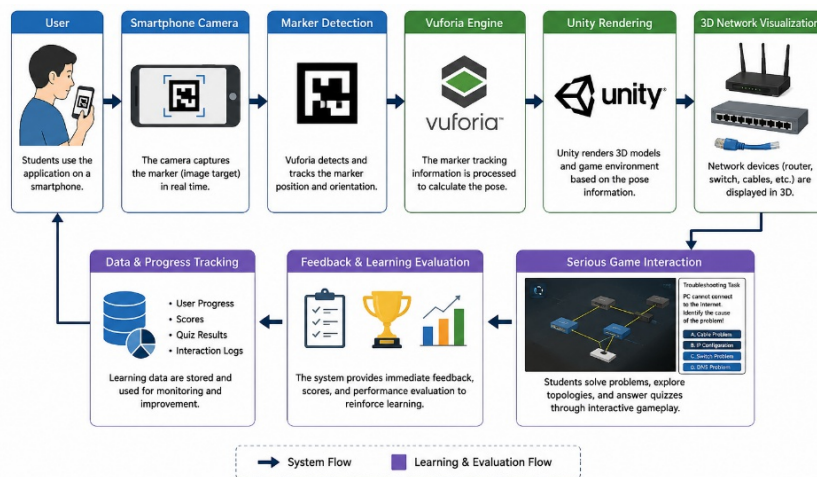 User
Students use the
application on a
smartphone.
Smartphone Camera
The camera captures
the marker (image target)
in real time.
Marker Detection
Vuforia detects and
tracks the marker
position and orientation.
Vuforia Engine
vuforia™
The marker tracking
information is processed
to calculate the pose.
Unity Rendering
unity
Unity renders 3D models
and game environment
based on the pose
information.
3D Network Visualization
Network devices (router,
switch, cables, etc.) are
displayed in 3D.
Serious Game Interaction
Troubleshooting Task
PC cannot connect
to the Internet.
Identify the cause
of the problem!
A. Cable Problem
B. IP Configuration
C. Switch Problem
D. DNS Problem
Students solve problems, explore
topologies, and answer quizzes
through interactive gameplay.
Feedback & Learning Evaluation
The system provides immediate feedback,
scores, and performance evaluation to
reinforce learning.
Data & Progress Tracking
• User Progress
• Scores
• Quiz Results
• Interaction Logs
Learning data are stored and
used for monitoring and
improvement.
System Flow
Learning & Evaluation Flow